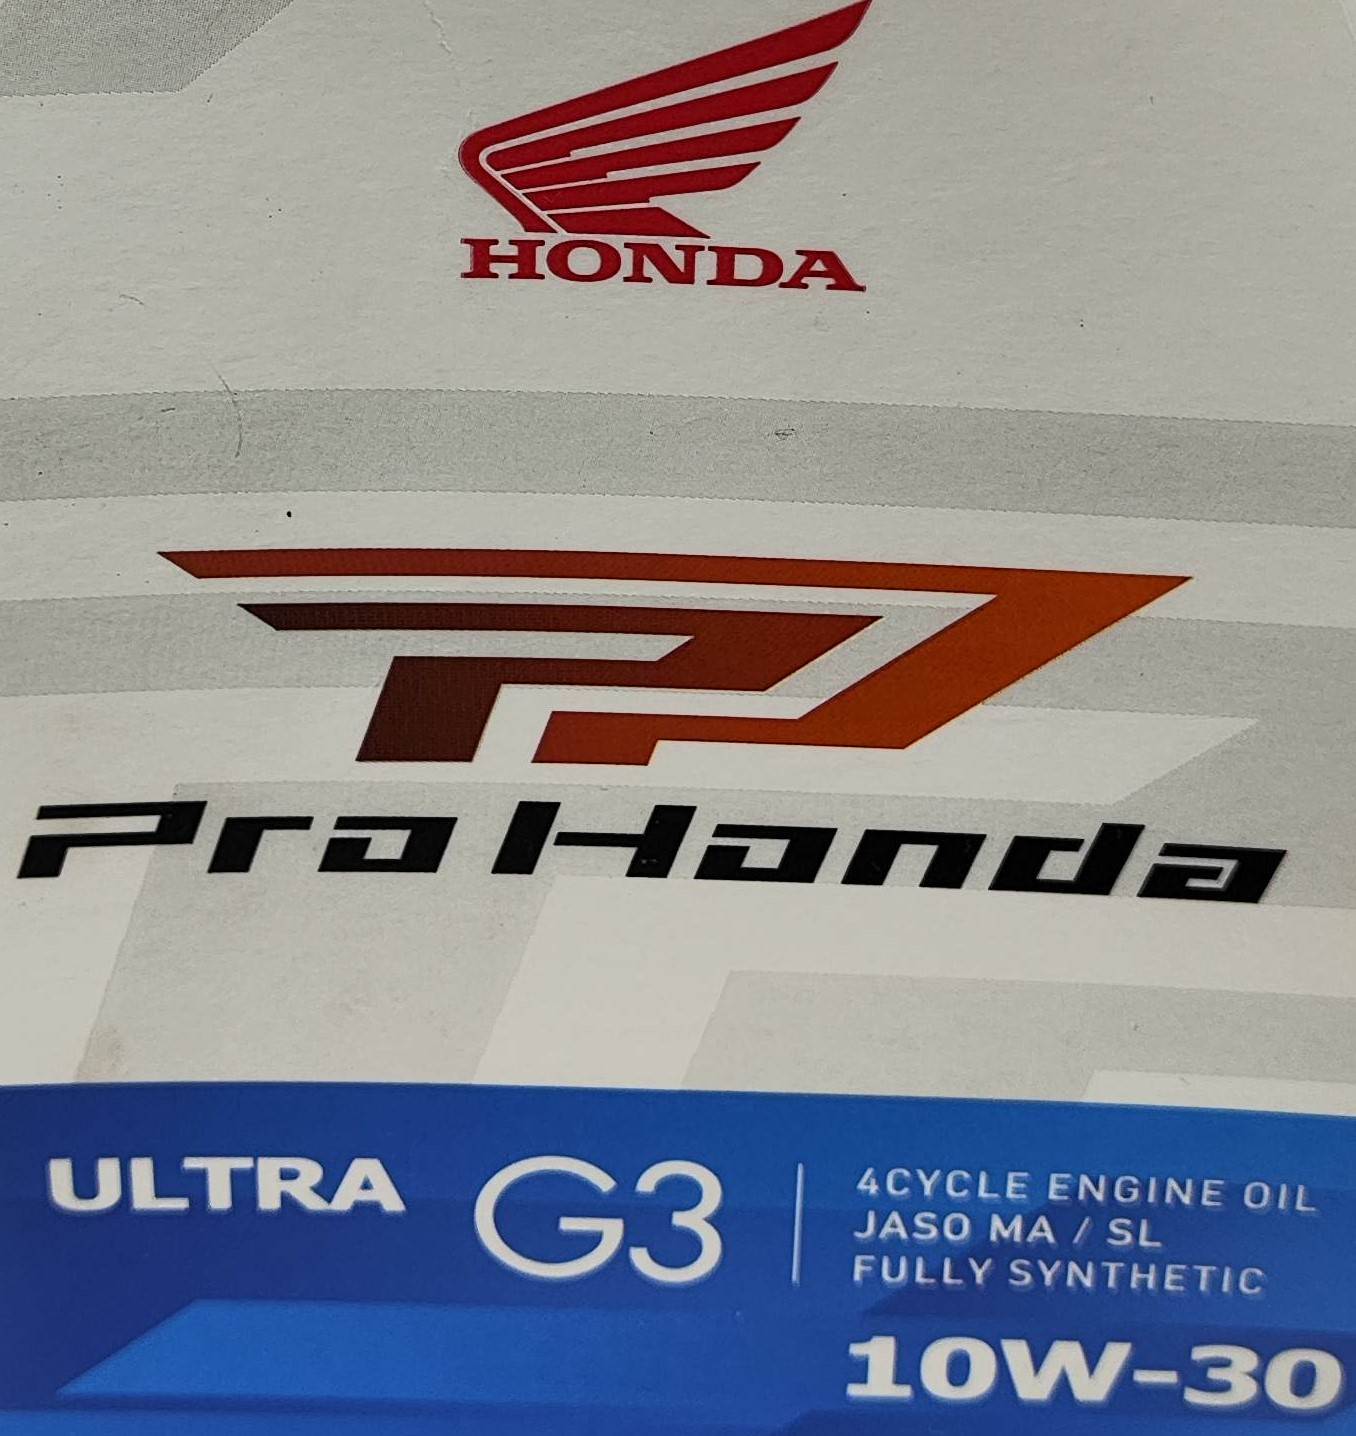 HONDA
Pro Honda
ULTRA G3
4CYCLE ENGINE OIL
JASO MA / SL
FULLY SYNTHETIC
10W-30